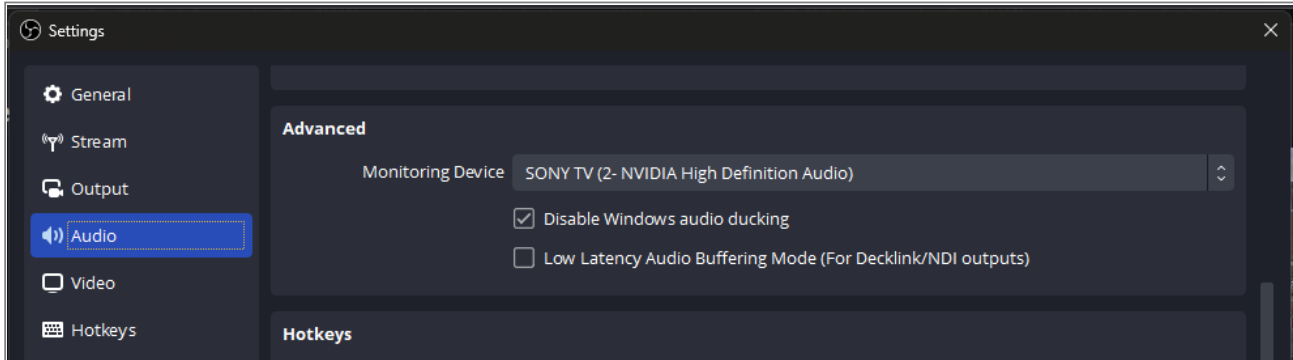 Settings
General
Stream
Output
Audio
Video
Hotkeys
Advanced
Monitoring Device SONY TV (2- NVIDIA High Definition Audio)
Disable Windows audio ducking
Low Latency Audio Buffering Mode (For Decklink/NDI outputs)
Hotkeys